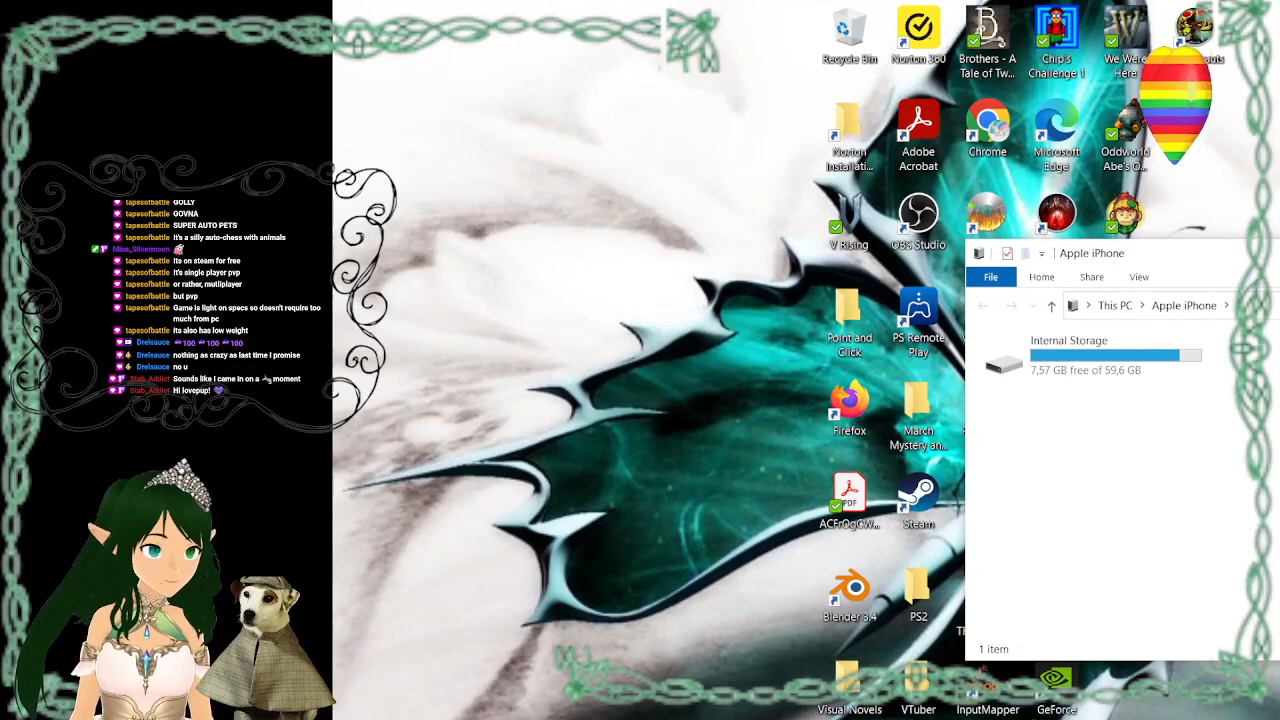 tapesofbattle GOLLY
tapesofbattle GOVNA
tapesofbattle SUPER AUTO PETS
tapesofbattle It's a silly auto-chess with animals
Miss_Silvermoon
tapesofbattle Its on steam for free
tapesofbattle It's single player pvp
tapesofbattle or rather, mutliplayer
tapesofbattle but pvp
tapesofbattle Game is light on specs so doesn't require too
much from pc
tapesofbattle Its also has low weight
Drelsauce 100 100 100
Drelsauce nothing as crazy as last time I promise
Drelsauce no u
Stab_Addict Sounds like I came in on a moment
Stab_Addict Hi lovepup!
Recycle Bin
Norton 360
Brothers - A
Tale of Tw...
Chip's
Challenge 1
We Were
Here
Norton
Installati...
Adobe
Acrobat
Chrome
Microsoft
Edge
Oddworld
Abe's O...
V Rising
OBS Studio
Point and
Click
PS Remote
Play
Firefox
March
Mystery an...
PDF
ACFrOgCW...
Steam
Blender 3.4
PS2
Visual Novels
VTuber
InputMapper
GeForce
Apple iPhone
File
Home
Share
View
This PC
Apple iPhone
Internal Storage
7,57 GB free of 59,6 GB
1 item